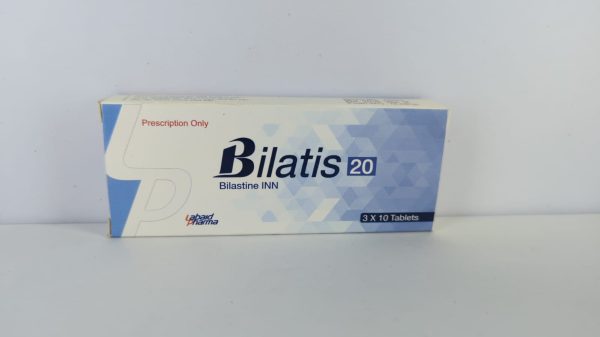 Prescription Only
Bilatis 20
Bilastine INN
Labaid
Pharma
3 X 10 Tablets